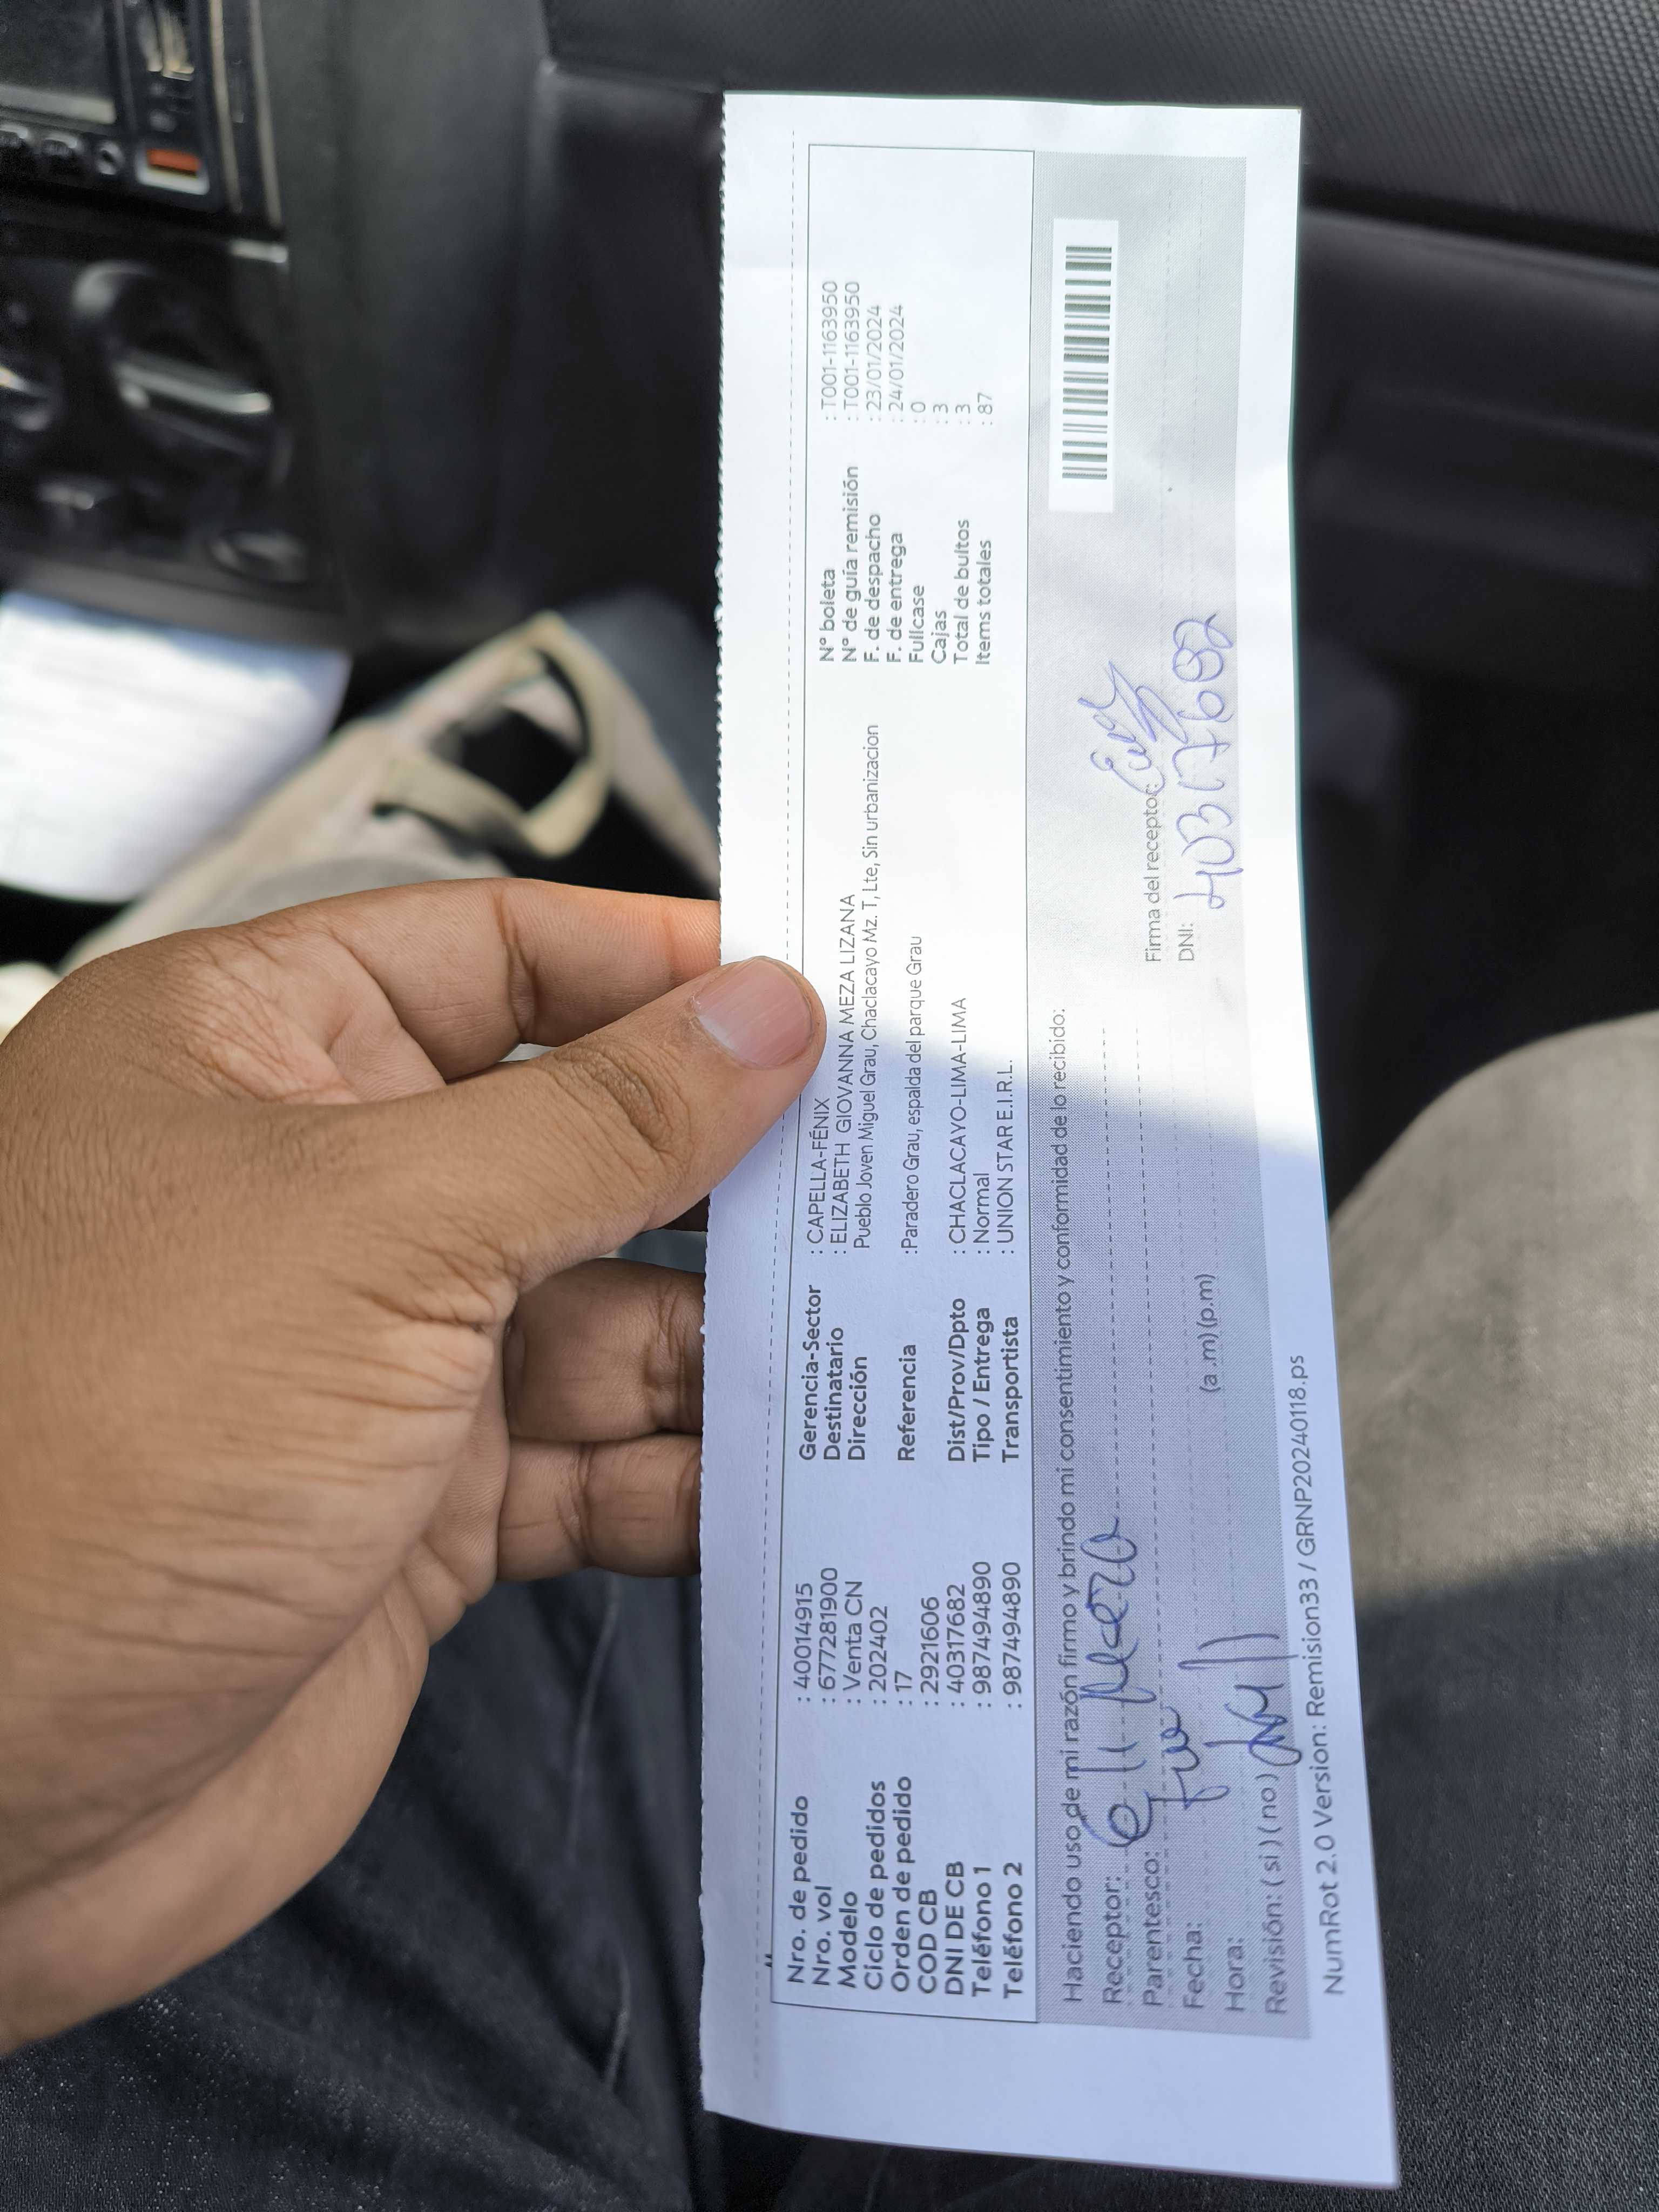 Nro. de pedido : 40014915
Nro. vol : 677281900
Modelo : Venta CN
Ciclo de pedidos : 202402
Orden de pedido : 17
COD CB : 2921606
DNI DE CB : 40317682
Teléfono 1 : 987494890
Teléfono 2 : 987494890
Gerencia-Sector : CAPELLA-FÉNIX
Destinatario : ELIZABETH GIOVANNA MEZA LIZANA
Dirección Pueblo Joven Miguel Grau, Chaclacayo Mz. T, Lte, Sin urbanizacion
Referencia :Paradero Grau, espalda del parque Grau
Dist/Prov/Dpto : CHACLACAYO-LIMA-LIMA
Tipo / Entrega : Normal
Transportista : UNION STAR E.I.R.L.
N° boleta : T001-1163950
N° de guía remisión : T001-1163950
F. de despacho : 23/01/2024
F. de entrega : 24/01/2024
Fullcase : 0
Cajas : 3
Total de bultos : 3
Items totales : 87
Haciendo uso de mi razón firmo y brindo mi consentimiento y conformidad de lo recibido:
Receptor:
Parentesco:
Fecha:
Hora: (a .m) (p.m)
Revisión: ( si ) ( no )
Firma del receptor:
DNI: 40317682
NumRot 2.0 Version: Remision33 / GRNP20240118.ps